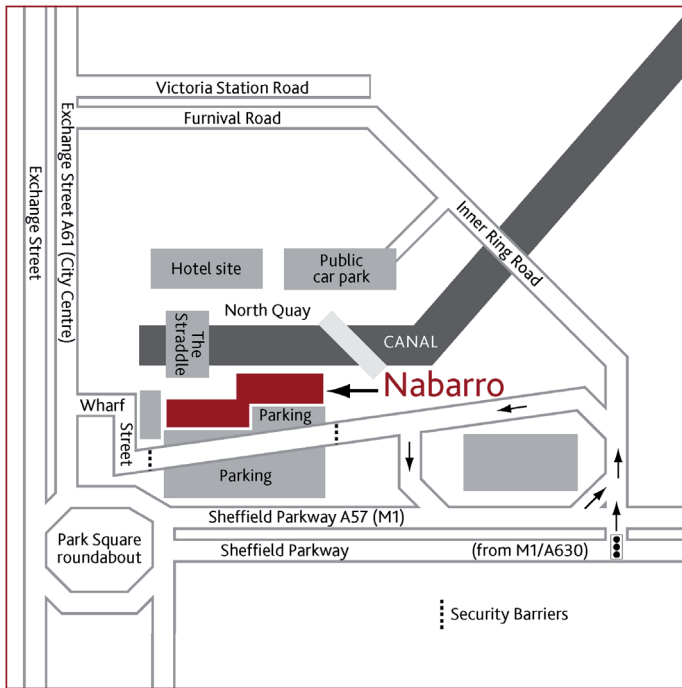 Victoria Station Road
Furnival Road
Exchange Street
Exchange Street A61 (City Centre)
Inner Ring Road
Hotel site
Public
car park
North Quay
The
Straddle
CANAL
Nabarro
Wharf
Street
Parking
Parking
Sheffield Parkway A57 (M1)
Park Square
roundabout
Sheffield Parkway
(from M1/A630)
Security Barriers